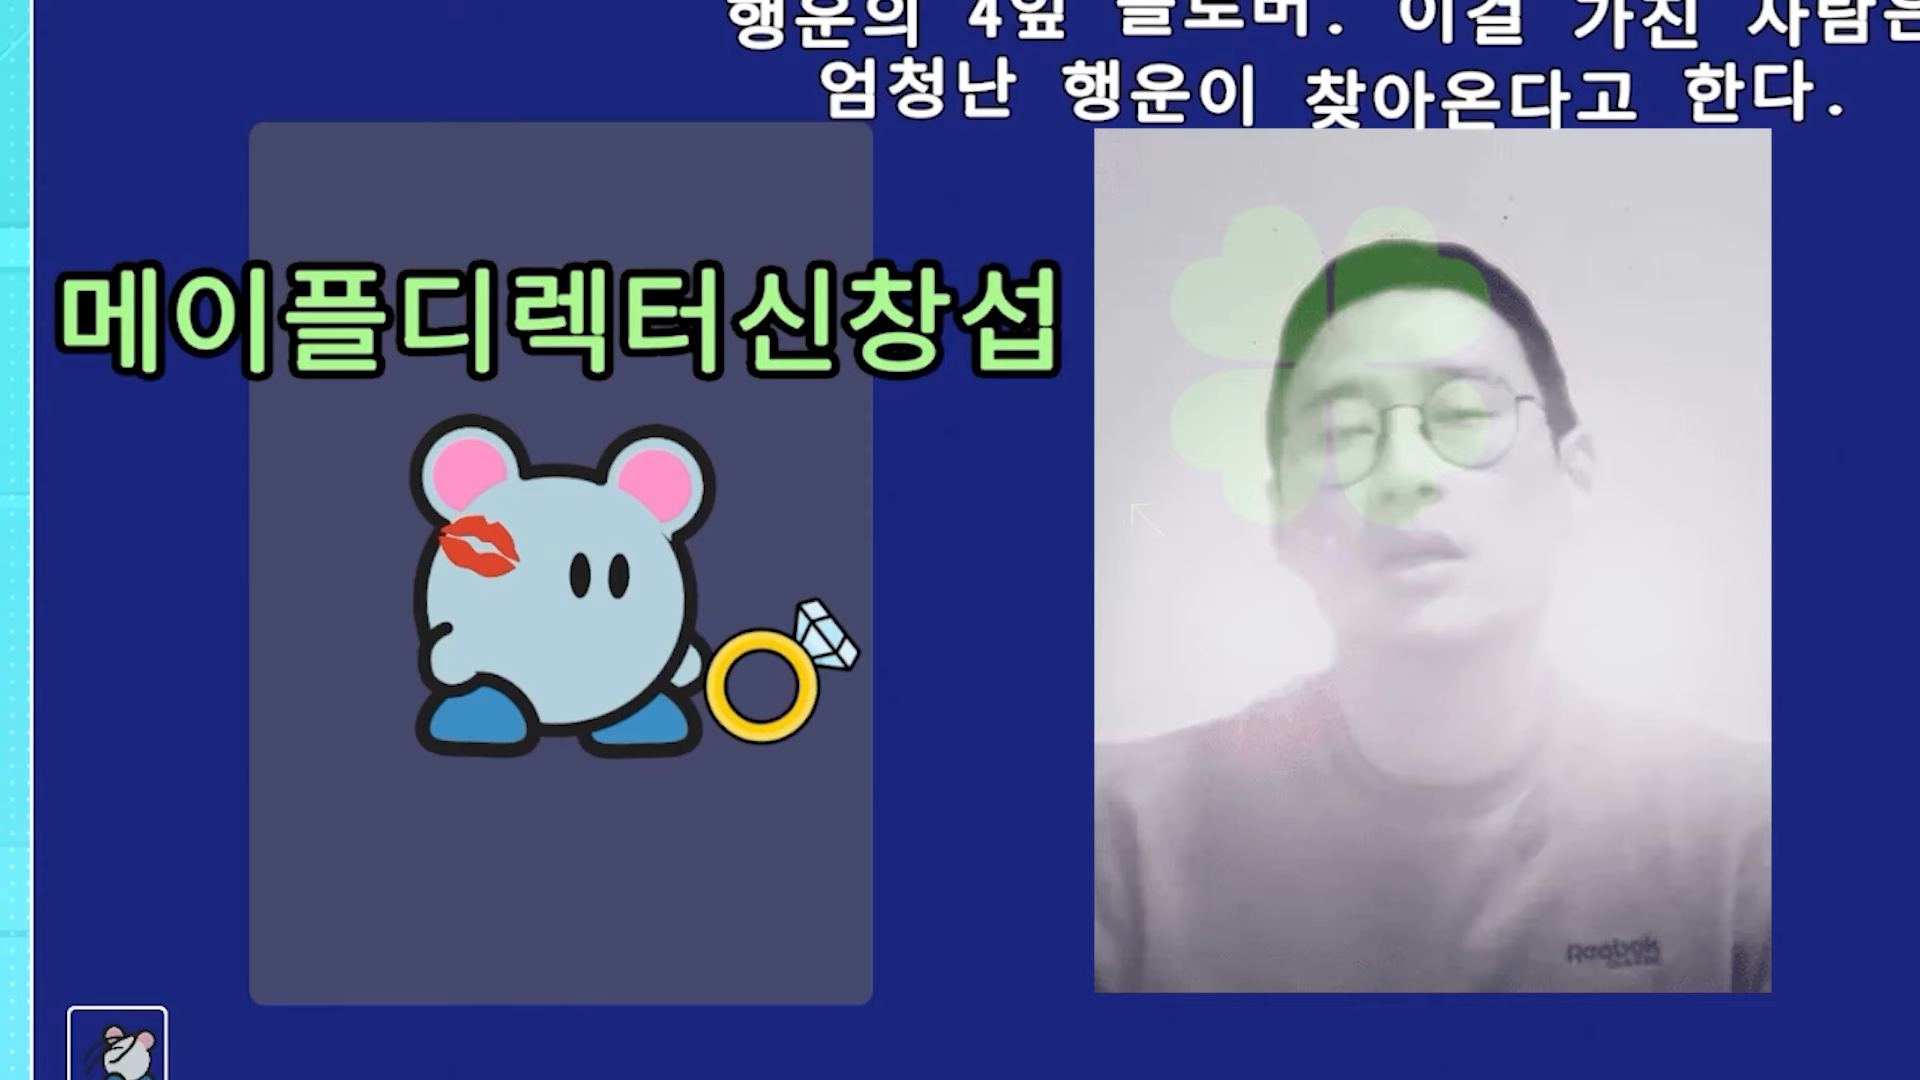 행운의 4잎 클로버. 이걸 가진 사람은
엄청난 행운이 찾아온다고 한다.
메이플디렉터신창섭
Reebok